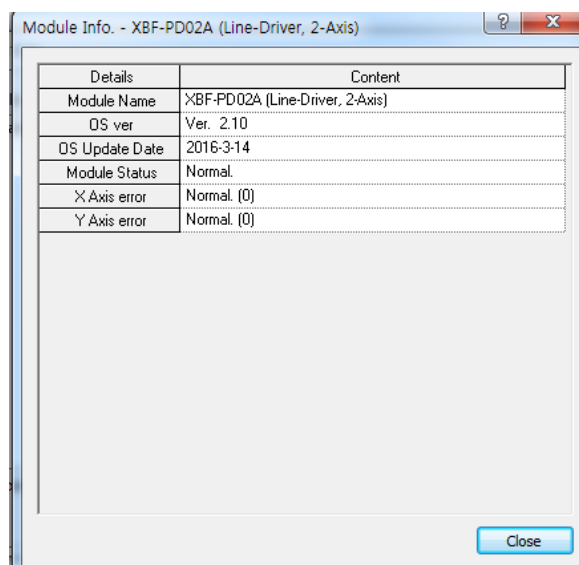 Module Info. - XBF-PD02A (Line-Driver, 2-Axis)
Details Content
Module Name XBF-PD02A (Line-Driver, 2-Axis)
OS ver Ver. 2.10
OS Update Date 2016-3-14
Module Status Normal.
X Axis error Normal. (0)
Y Axis error Normal. (0)
Close